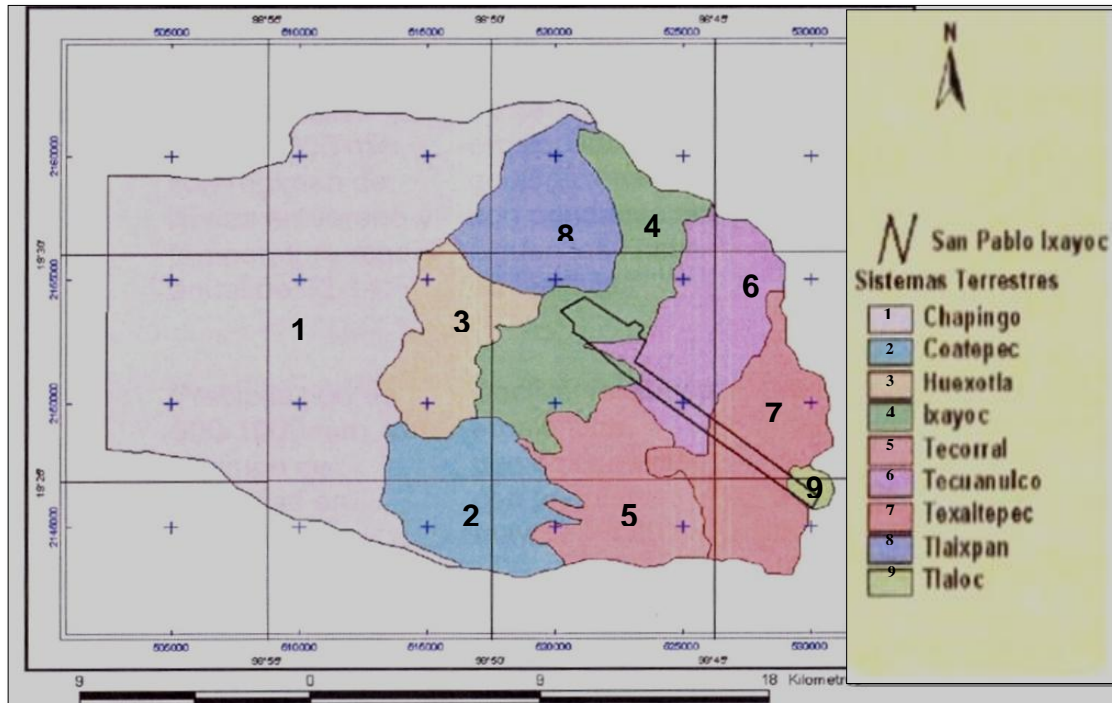 98°55' 98°50' 98°45'
505000 510000 515000 520000 525000 530000
2160000
19°30'
2155000
2150000
19°25'
2145000
8
4
6
3
1
7
9
2
5
505000 510000 515000 520000 525000 530000
98°55' 98°50' 98°45'
9 0 9 18 Kilometros
N
San Pablo Ixayoc
Sistemas Terrestres
1 Chapingo
2 Coatepec
3 Huexotla
4 Ixayoc
5 Tecorral
6 Tecuanulco
7 Texaltepec
8 Tlaixpan
9 Tlaloc